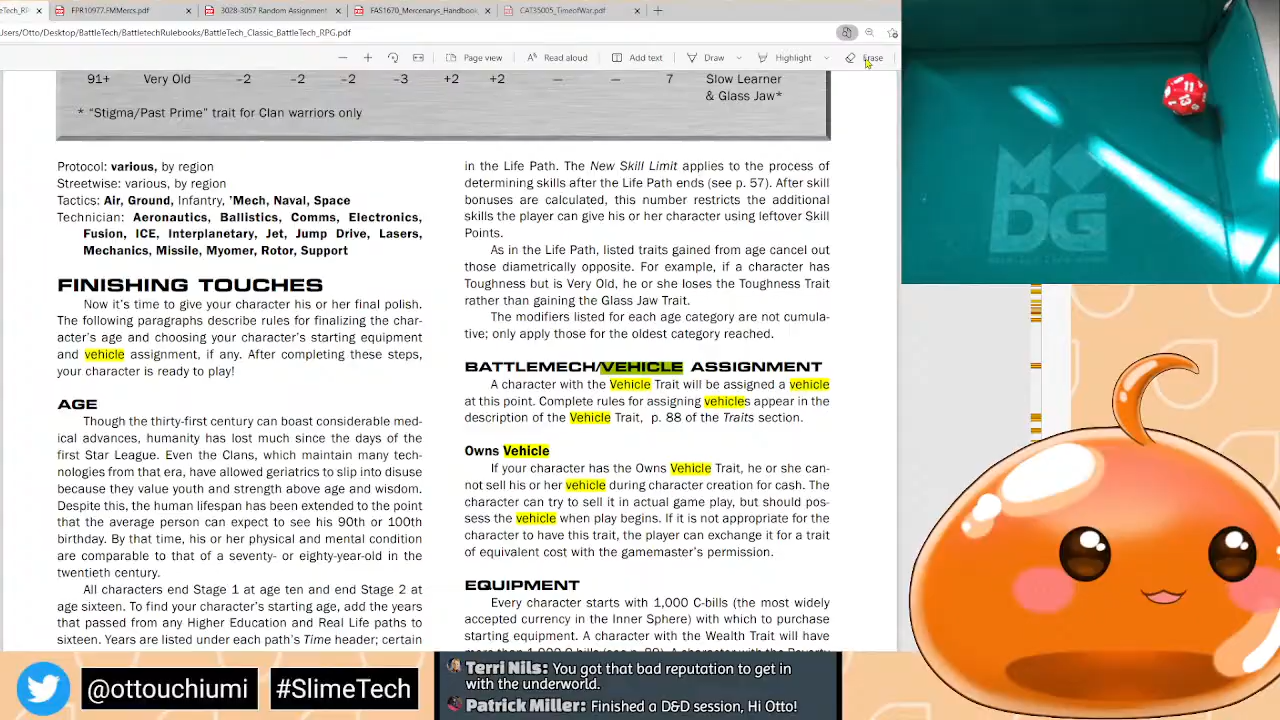 eTech_RP
FPR10977.FMMercs.pdf
3028-3057 Random Assignment
FAS1670_Mercenarys_Handbook
CAT35005_TimeofWar.pdf
Users/Otto/Desktop/BattleTech/BattletechRulebooks/BattleTech_Classic_BattleTech_RPG.pdf
Page view
Read aloud
Add text
Draw
Highlight
Erase
91+ Very Old –2 –2 –2 –3 +2 +2 — — 7 Slow Learner
& Glass Jaw*
* “Stigma/Past Prime” trait for Clan warriors only
Protocol: various, by region
Streetwise: various, by region
Tactics: Air, Ground, Infantry, 'Mech, Naval, Space
Technician: Aeronautics, Ballistics, Comms, Electronics,
Fusion, ICE, Interplanetary, Jet, Jump Drive, Lasers,
Mechanics, Missile, Myomer, Rotor, Support
FINISHING TOUCHES
Now it's time to give your character his or her final polish.
The following paragraphs describe rules for finalizing the char-
acter's age and choosing your character's starting equipment
and vehicle assignment, if any. After completing these steps,
your character is ready to play!
AGE
Though the thirty-first century can boast considerable med-
ical advances, humanity has lost much since the days of the
first Star League. Even the Clans, which maintain many tech-
nologies from that era, have allowed geriatrics to slip into disuse
because they value youth and strength above age and wisdom.
Despite this, the human lifespan has been extended to the point
that the average person can expect to see his 90th or 100th
birthday. By that time, his or her physical and mental condition
are comparable to that of a seventy- or eighty-year-old in the
twentieth century.
All characters end Stage 1 at age ten and end Stage 2 at
age sixteen. To find your character's starting age, add the years
that passed from any Higher Education and Real Life paths to
sixteen. Years are listed under each path's Time header; certain
in the Life Path. The New Skill Limit applies to the process of
determining skills after the Life Path ends (see p. 57). After skill
bonuses are calculated, this number restricts the additional
skills the player can give his or her character using leftover Skill
Points.
As in the Life Path, listed traits gained from age cancel out
those diametrically opposite. For example, if a character has
Toughness but is Very Old, he or she loses the Toughness Trait
rather than gaining the Glass Jaw Trait.
The modifiers listed for each age category are not cumula-
tive; only apply those for the oldest category reached.
BATTLEMECH/VEHICLE ASSIGNMENT
A character with the Vehicle Trait will be assigned a vehicle
at this point. Complete rules for assigning vehicles appear in the
description of the Vehicle Trait, p. 88 of the Traits section.
Owns Vehicle
If your character has the Owns Vehicle Trait, he or she can-
not sell his or her vehicle during character creation for cash. The
character can try to sell it in actual game play, but should pos-
sess the vehicle when play begins. If it is not appropriate for the
character to have this trait, the player can exchange it for a trait
of equivalent cost with the gamemaster's permission.
EQUIPMENT
Every character starts with 1,000 C-bills (the most widely
accepted currency in the Inner Sphere) with which to purchase
starting equipment. A character with the Wealth Trait will have
MDG
11
13
@ottouchiumi
#SlimeTech
Terri Nils: You got that bad reputation to get in
with the underworld.
Patrick Miller: Finished a D&D session, Hi Otto!